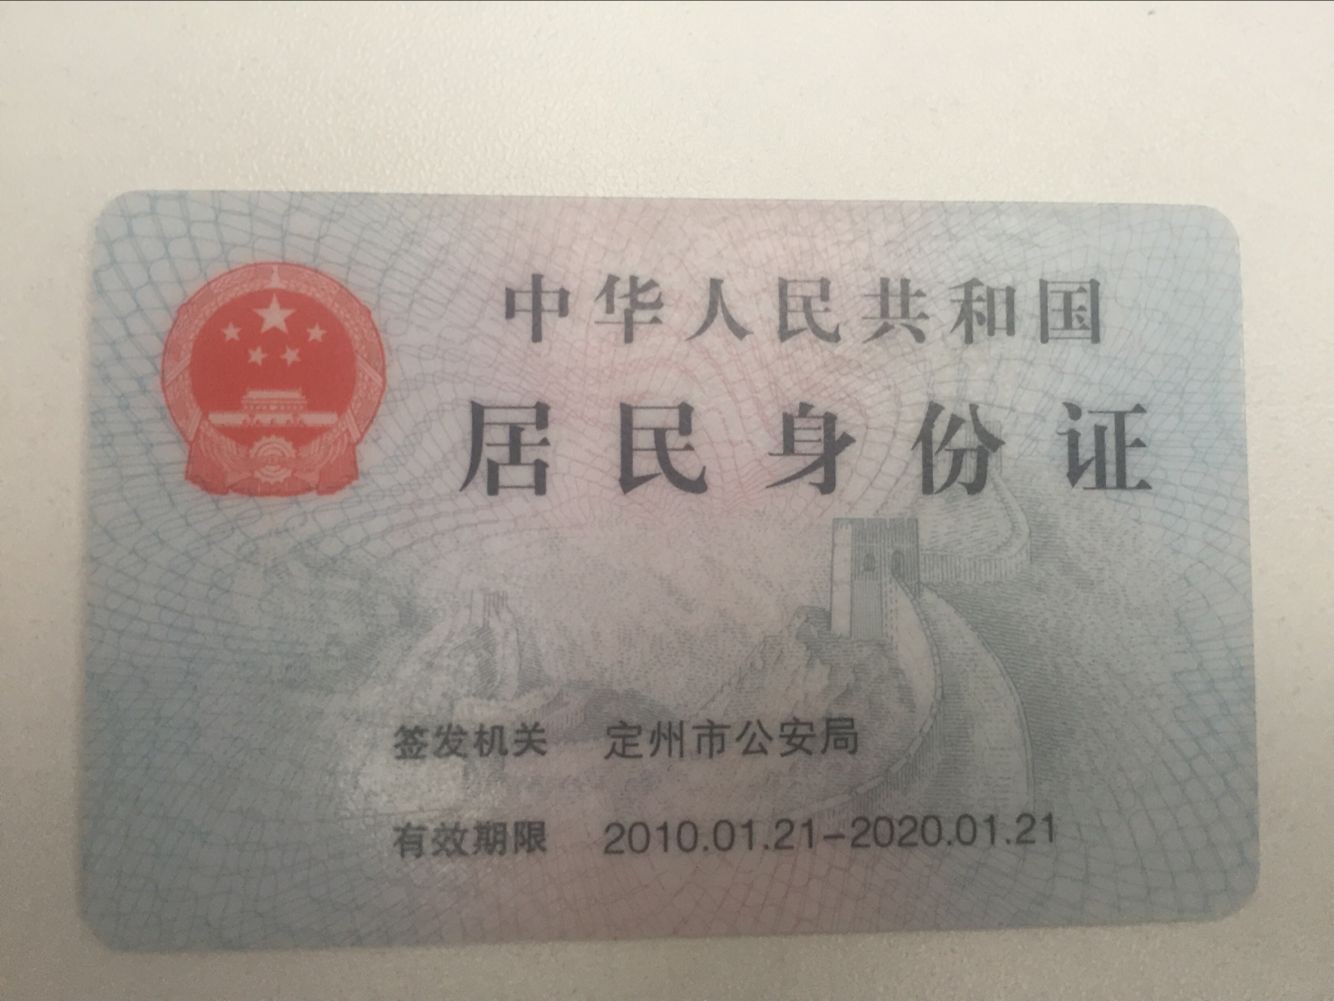 中华人民共和国
居民身份证
签发机关 定州市公安局
有效期限 2010.01.21-2020.01.21